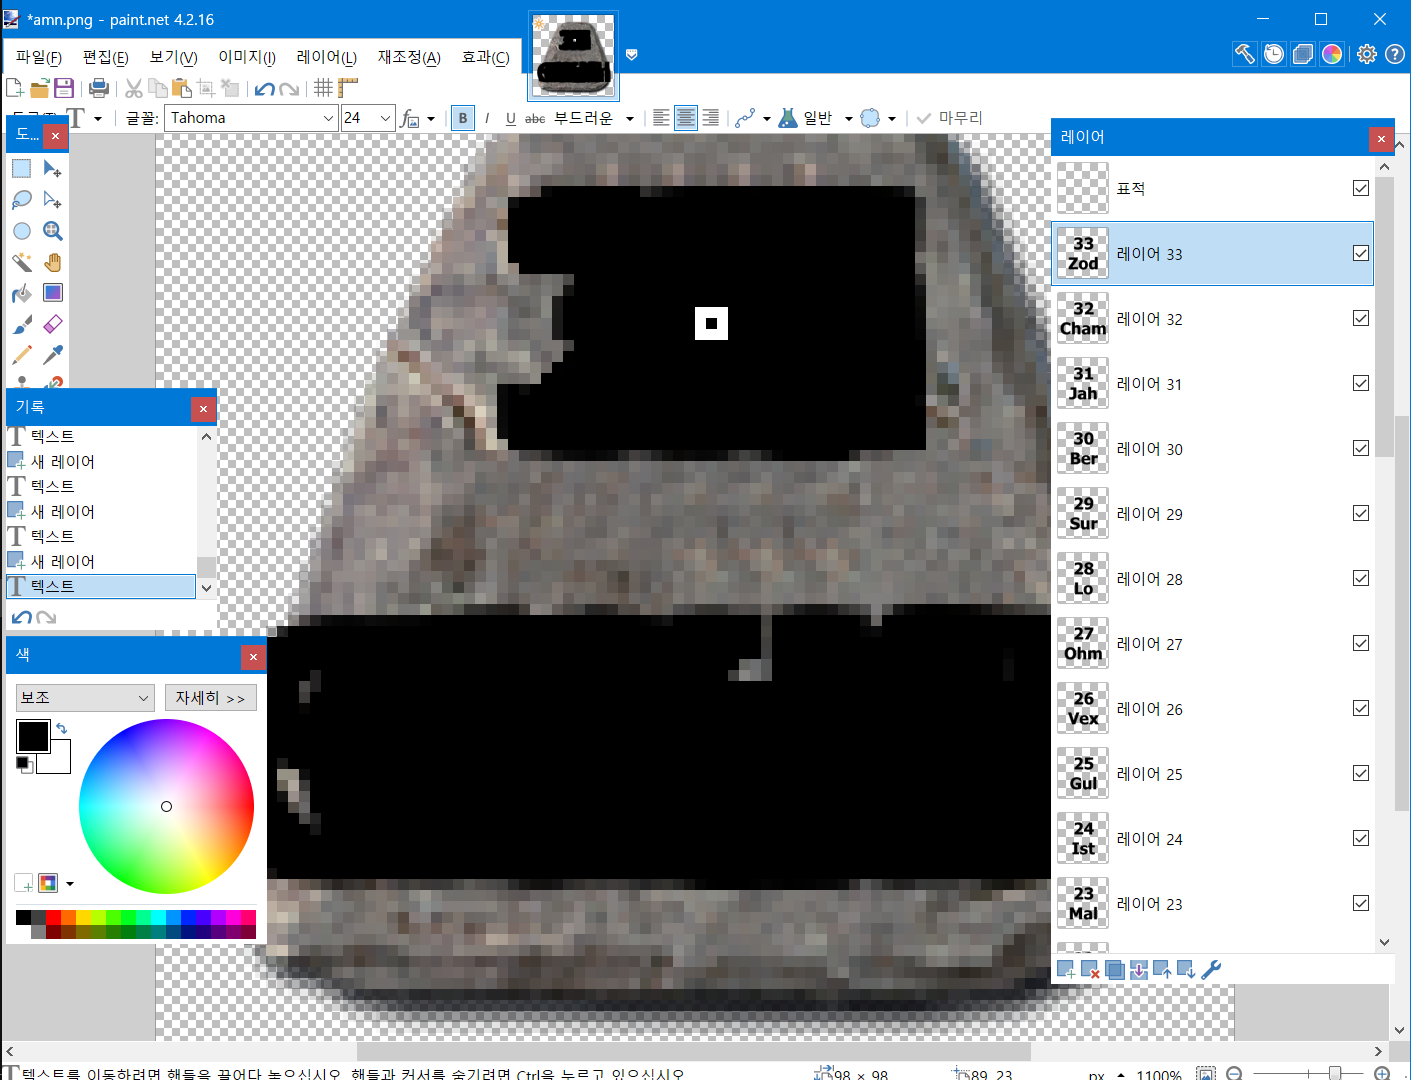 *amn.png - paint.net 4.2.16
파일(F) 편집(E) 보기(V) 이미지(I) 레이어(L) 재조정(A) 효과(C)
글꼴: Tahoma 24 B I U abc 부드러운 일반 마무리
도...
레이어
표적
33
Zod
레이어 33
32
Cham
레이어 32
31
Jah
레이어 31
30
Ber
레이어 30
29
Sur
레이어 29
28
Lo
레이어 28
27
Ohm
레이어 27
26
Vex
레이어 26
25
Gul
레이어 25
24
Ist
레이어 24
23
Mal
레이어 23
기록
텍스트
새 레이어
텍스트
새 레이어
텍스트
새 레이어
텍스트
색
보조 자세히 >>
텍스트를 이동하려면 핸들을 끌어다 놓으십시오. 핸들과 커서를 숨기려면 Ctrl을 누르고 있으십시오. 98 × 98 89, 23 px 1100%